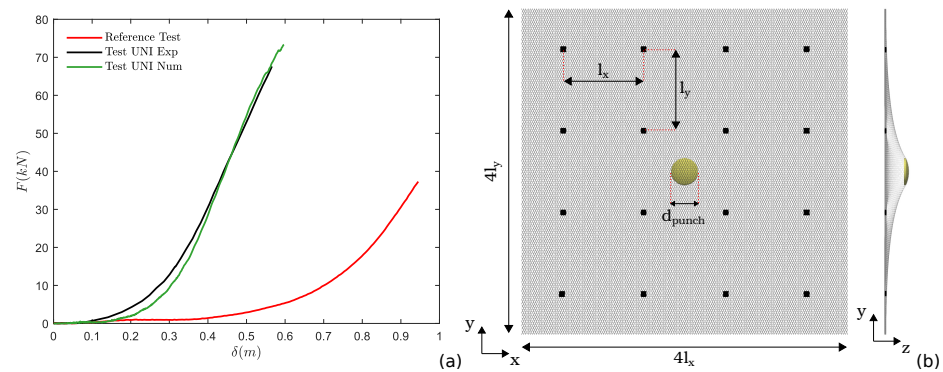 80
70
60
50
40
30
20
10
0
F(kN)
Reference Test
Test UNI Exp
Test UNI Num
0 0.1 0.2 0.3 0.4 0.5 0.6 0.7 0.8 0.9 1
δ(m)
(a)
4l_y
l_x
l_y
d_punch
y
x
4l_x
y
z
(b)